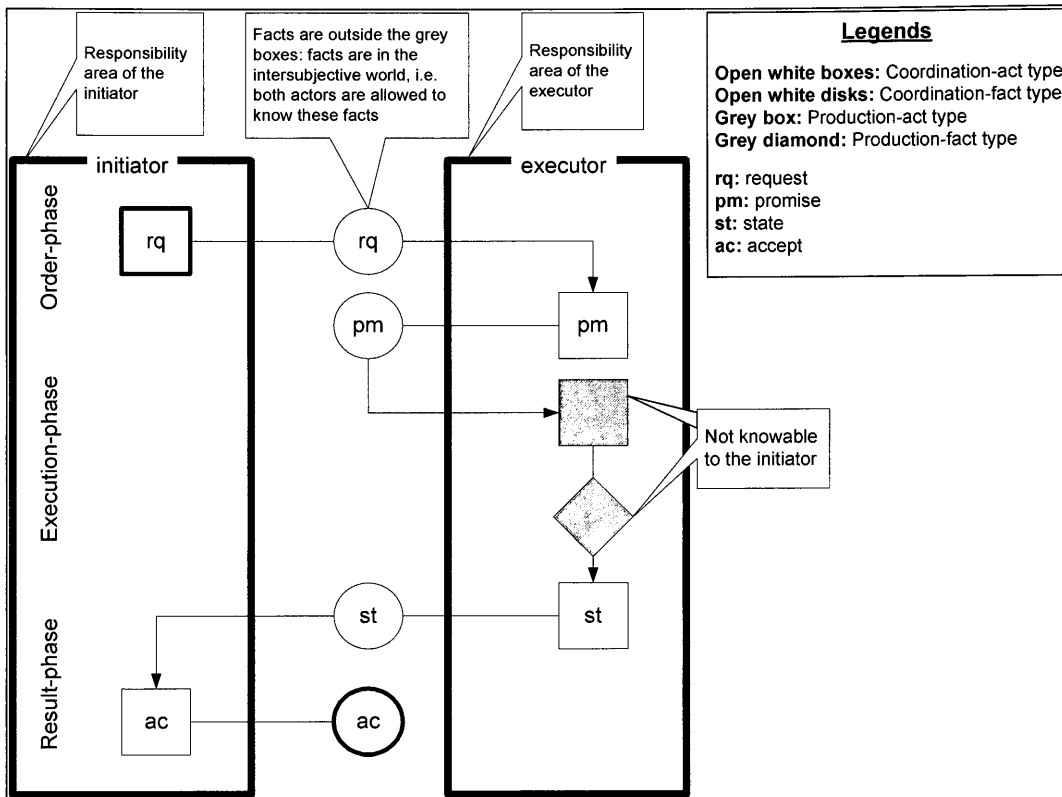 Responsibility
area of the
initiator
Facts are outside the grey
boxes: facts are in the
intersubjective world, i.e.
both actors are allowed to
know these facts
Responsibility
area of the
executor
Legends
Open white boxes: Coordination-act type
Open white disks: Coordination-fact type
Grey box: Production-act type
Grey diamond: Production-fact type
rq: request
pm: promise
st: state
ac: accept
initiator
executor
Order-phase
rq
rq
pm
pm
Execution-phase
Not knowable
to the initiator
Result-phase
st
st
ac
ac